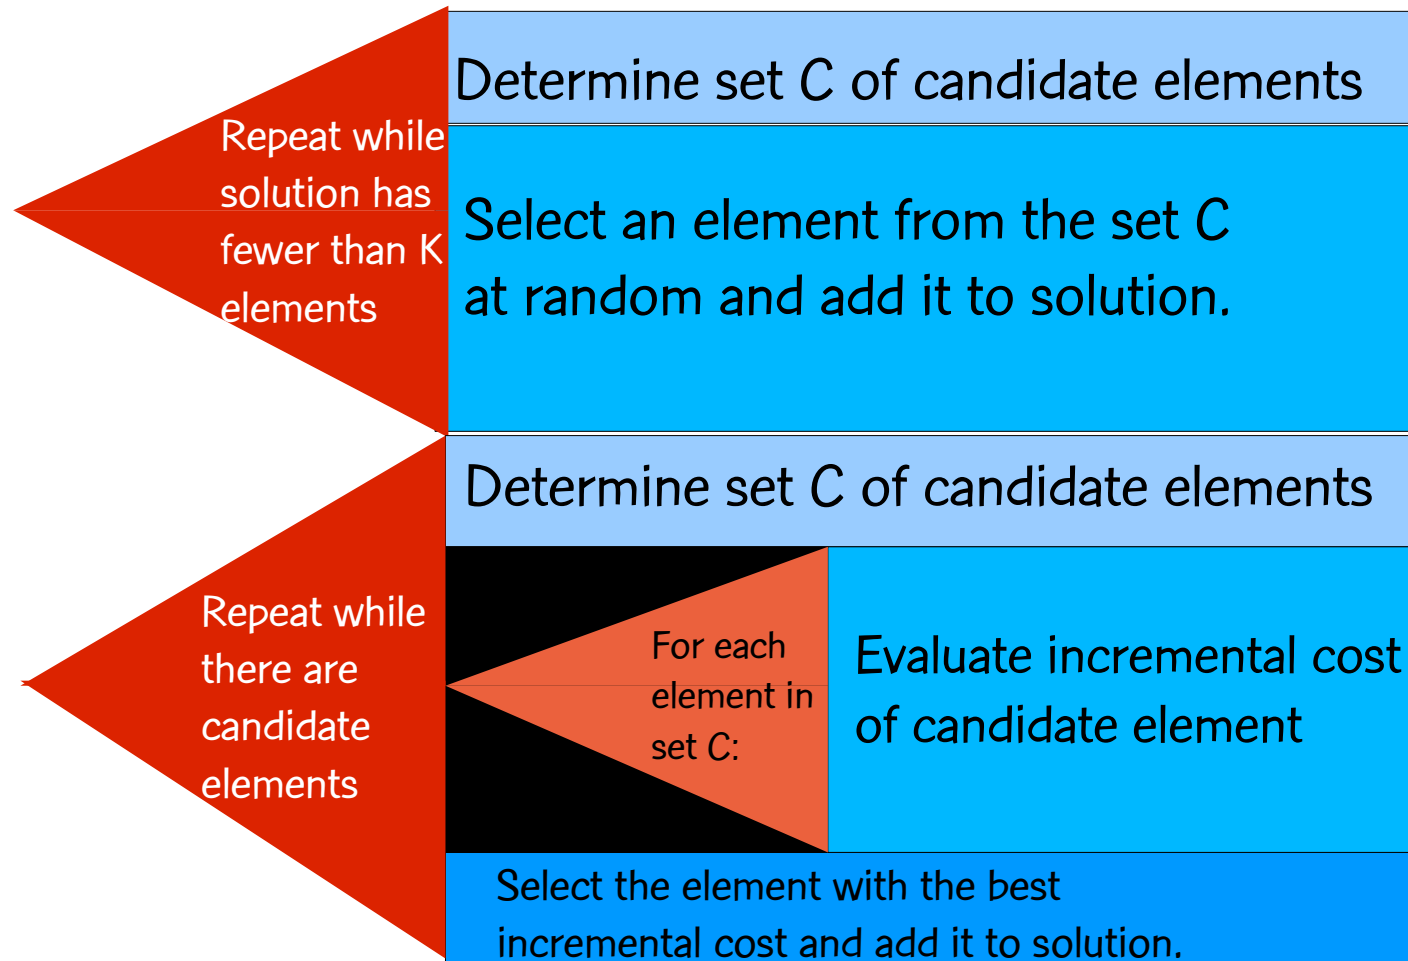 Determine set C of candidate elements
Repeat while
solution has
fewer than K
elements
Select an element from the set C
at random and add it to solution.
Determine set C of candidate elements
Repeat while
there are
candidate
elements
For each
element in
set C:
Evaluate incremental cost
of candidate element
Select the element with the best
incremental cost and add it to solution.